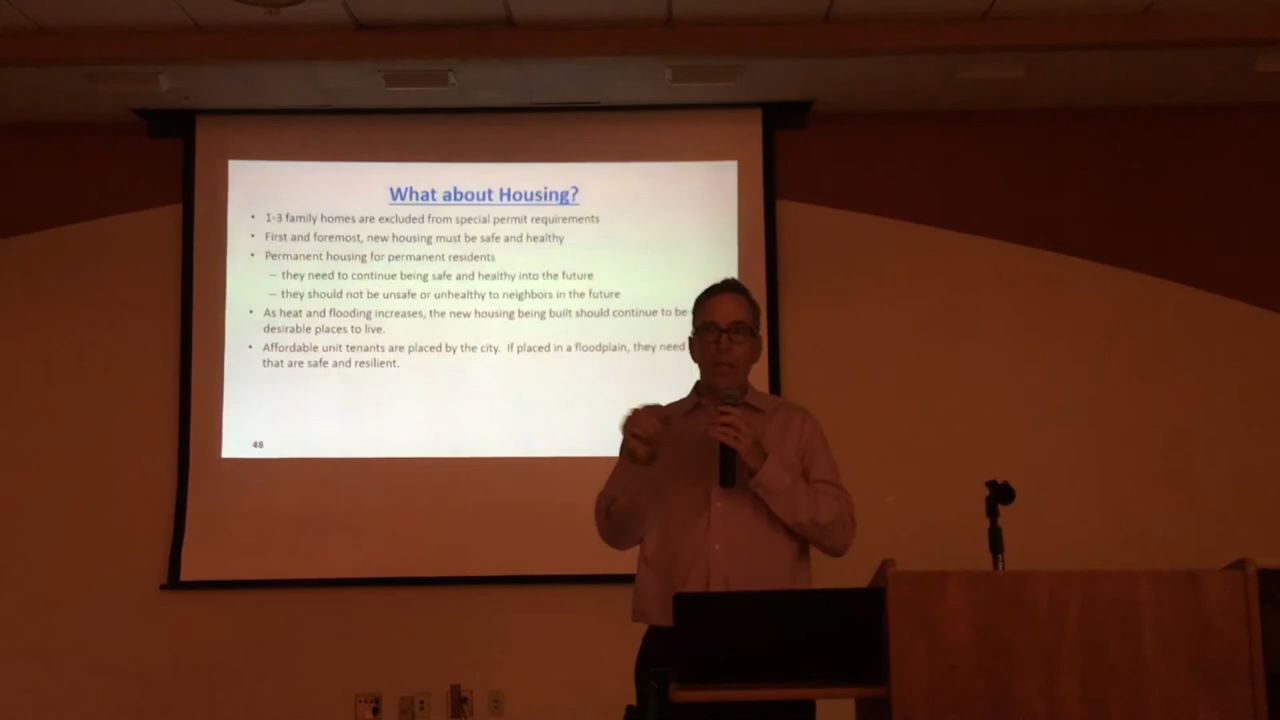 What about Housing?
• 1-3 family homes are excluded from special permit requirements
• First and foremost, new housing must be safe and healthy
• Permanent housing for permanent residents
– they need to continue being safe and healthy into the future
– they should not be unsafe or unhealthy to neighbors in the future
• As heat and flooding increases, the new housing being built should continue to be
desirable places to live.
• Affordable unit tenants are placed by the city. If placed in a floodplain, they need
that are safe and resilient.
48